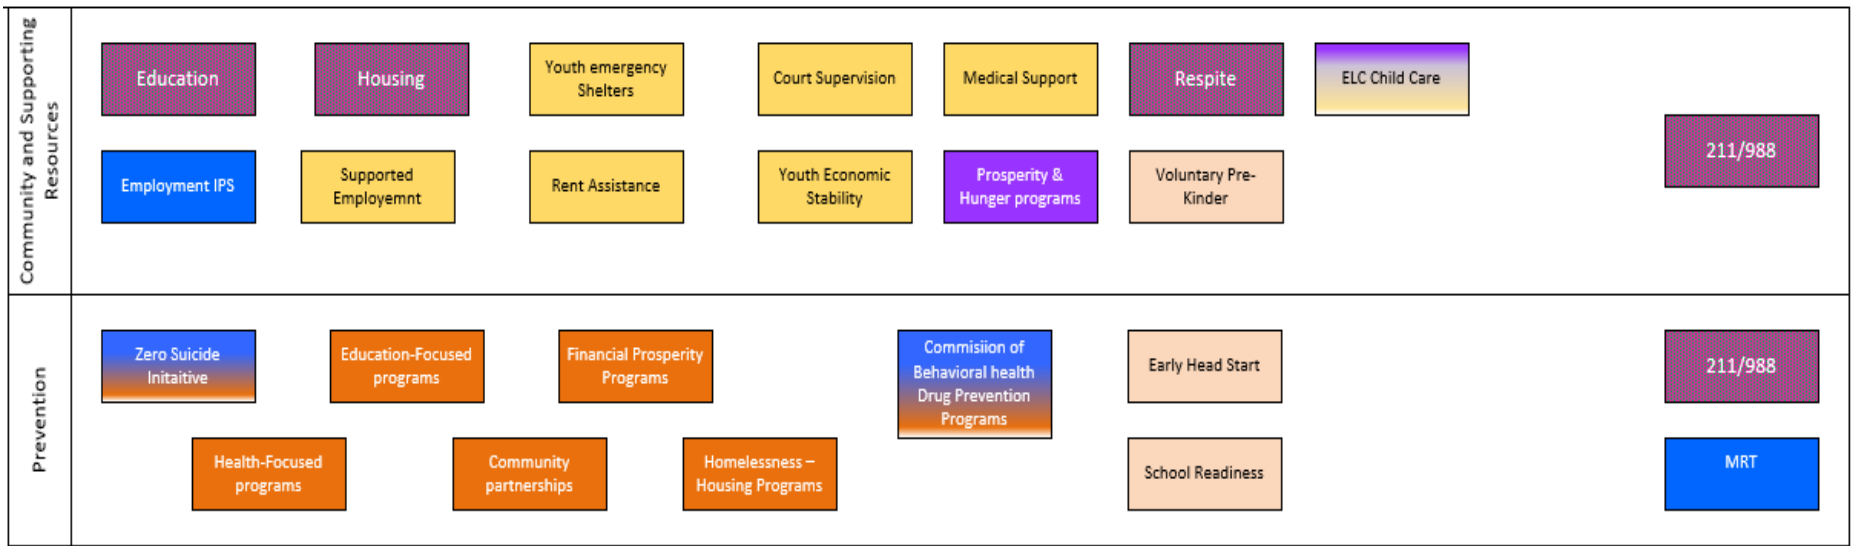 Community and Supporting
Resources
Education
Housing
Youth emergency
Shelters
Court Supervision
Medical Support
Respite
ELC Child Care
211/988
Employment IPS
Supported
Employemnt
Rent Assistance
Youth Economic
Stability
Prosperity &
Hunger programs
Voluntary Pre-
Kinder
Prevention
Zero Suicide
Initaitive
Education-Focused
programs
Financial Prosperity
Programs
Commisiion of
Behavioral health
Drug Prevention
Programs
Early Head Start
211/988
Health-Focused
programs
Community
partnerships
Homelessness –
Housing Programs
School Readiness
MRT